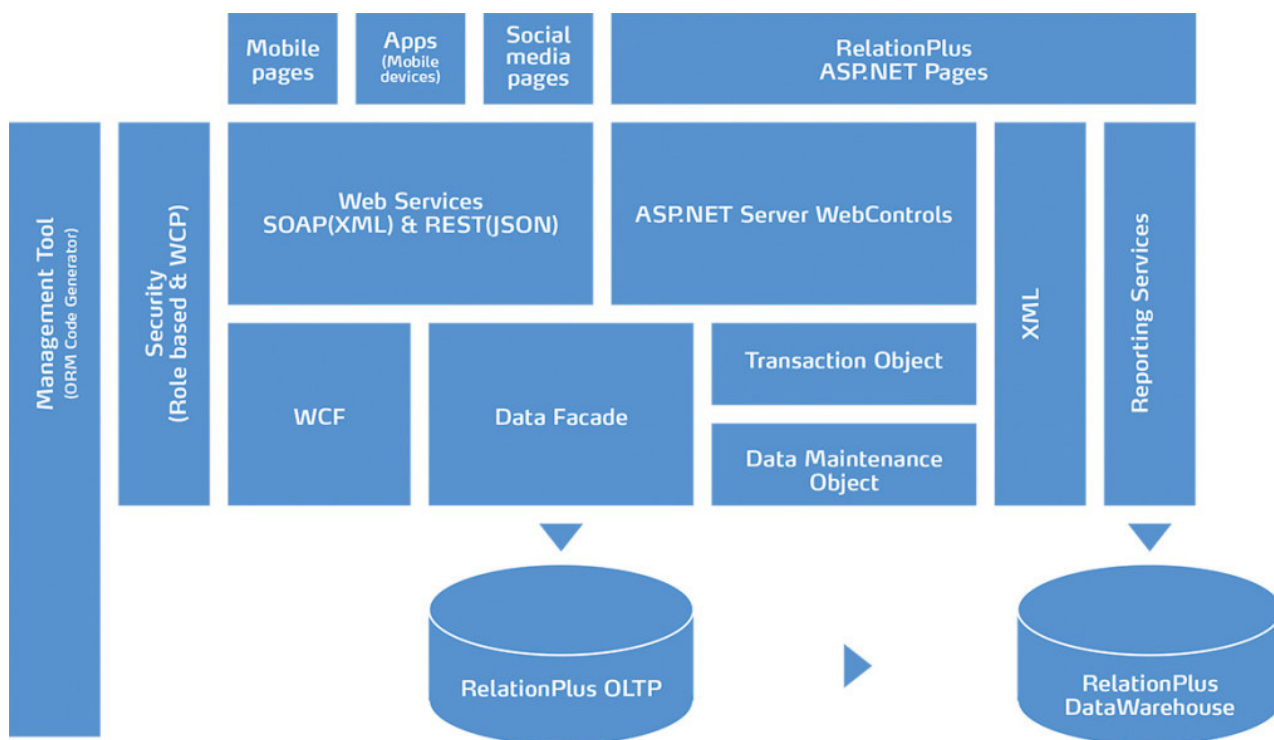 Mobile
pages
Apps
(Mobile
devices)
Social
media
pages
RelationPlus
ASP.NET Pages
Management Tool
(ORM Code Generator)
Security
(Role based & WCP)
Web Services
SOAP(XML) & REST(JSON)
ASP.NET Server WebControls
XML
Reporting Services
WCF
Data Facade
Transaction Object
Data Maintenance
Object
RelationPlus OLTP
RelationPlus
DataWarehouse